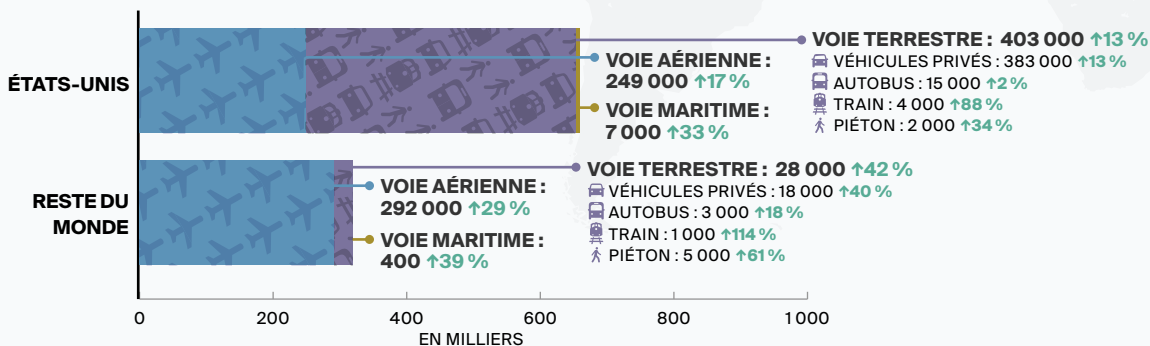 ÉTATS-UNIS
VOIE AÉRIENNE :
249 000 ↑17 %
VOIE MARITIME :
7 000 ↑33 %
VOIE TERRESTRE : 403 000 ↑13 %
VÉHICULES PRIVÉS : 383 000 ↑13 %
AUTOBUS : 15 000 ↑2 %
TRAIN : 4 000 ↑88 %
PIÉTON : 2 000 ↑34 %
RESTE DU
MONDE
VOIE AÉRIENNE :
292 000 ↑29 %
VOIE MARITIME :
400 ↑39 %
VOIE TERRESTRE : 28 000 ↑42 %
VÉHICULES PRIVÉS : 18 000 ↑40 %
AUTOBUS : 3 000 ↑18 %
TRAIN : 1 000 ↑114 %
PIÉTON : 5 000 ↑61 %
0 200 400 600 800 1 000
EN MILLIERS